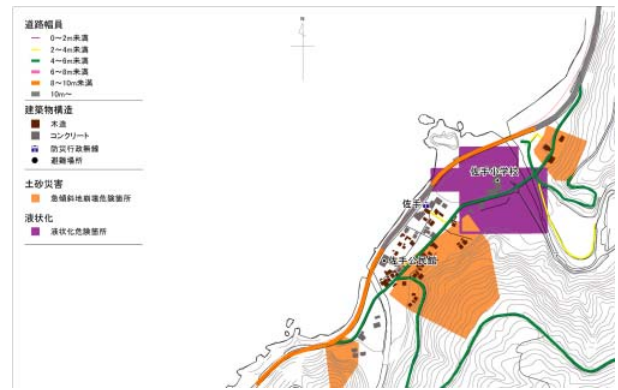 道路幅員
0～2m未満
2～4m未満
4～6m未満
6～8m未満
8～10m未満
10m～
建築物構造
木造
コンクリート
防災行政無線
避難場所
土砂災害
急傾斜地崩壊危険箇所
液状化
液状化危険箇所
N
佐手小学校
佐手
佐手公民館